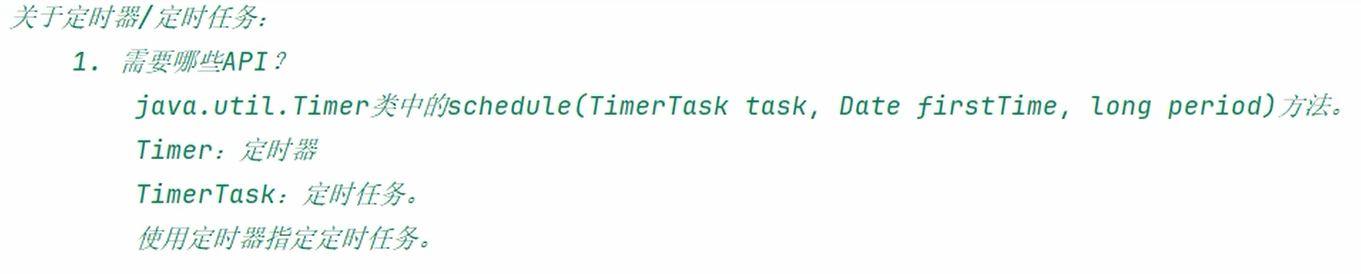 关于定时器/定时任务：
1. 需要哪些API？
java.util.Timer类中的schedule(TimerTask task, Date firstTime, long period)方法。
Timer：定时器
TimerTask：定时任务。
使用定时器指定定时任务。